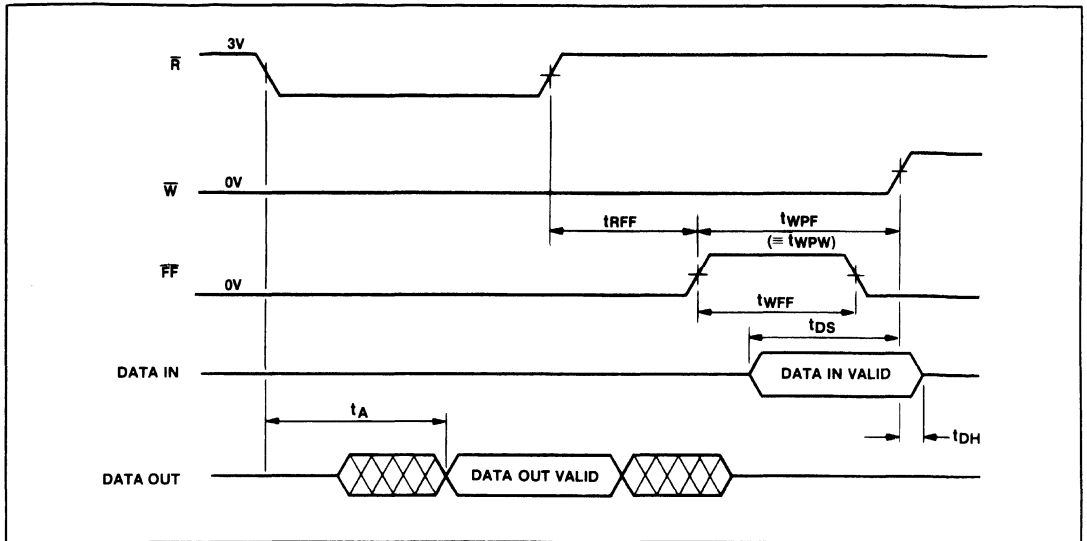 3V
R̅
W̅
0V
tRFF
tWPF
(≡ tWPW)
F̅F̅
0V
tWFF
tDS
DATA IN
DATA IN VALID
tA
tDH
DATA OUT
DATA OUT VALID